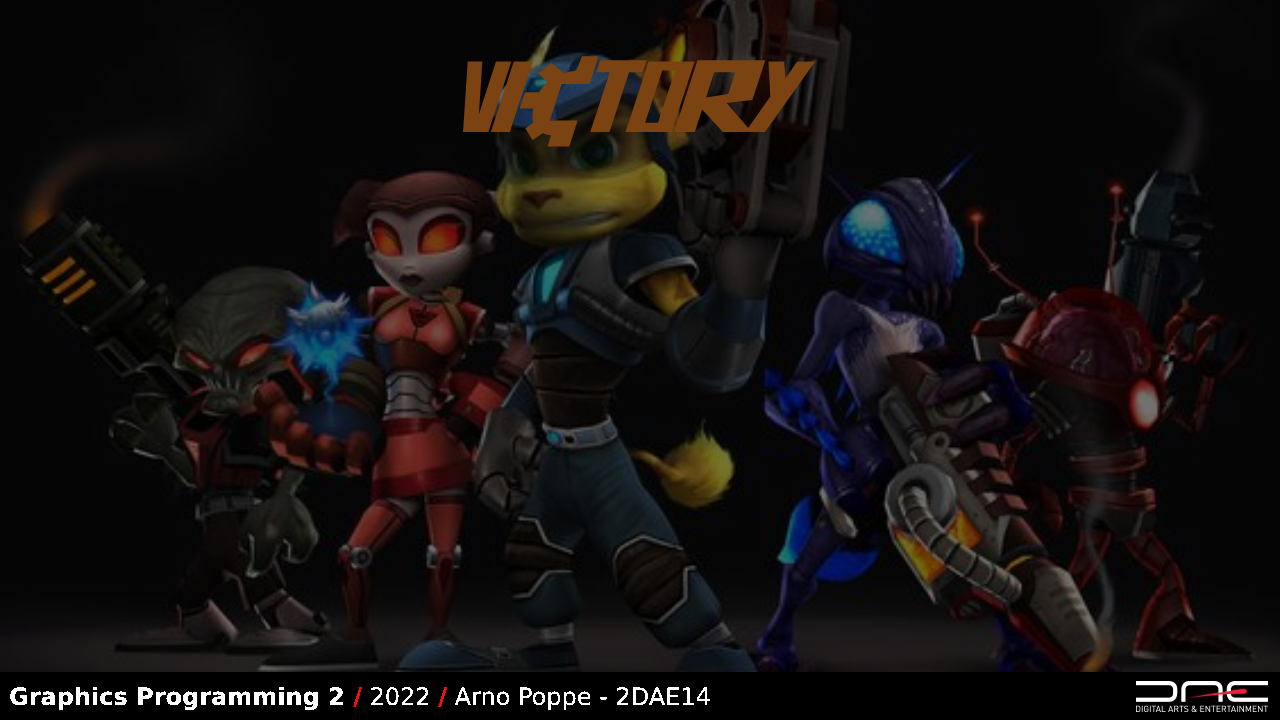 VICTORY
Graphics Programming 2 / 2022 / Arno Poppe - 2DAE14
DAE
DIGITAL ARTS & ENTERTAINMENT